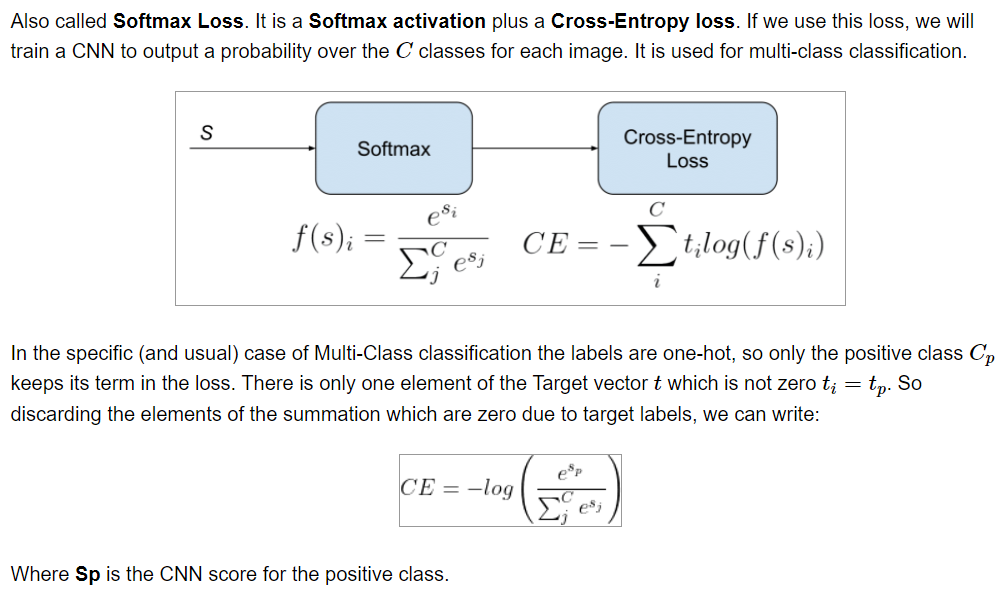 Also called Softmax Loss. It is a Softmax activation plus a Cross-Entropy loss. If we use this loss, we will
train a CNN to output a probability over the C classes for each image. It is used for multi-class classification.
S
Softmax
Cross-Entropy
Loss
f(s)_i = \frac{e^{s_i}}{\sum_j^C e^{s_j}}
CE = -\sum_i^C t_i log(f(s)_i)
In the specific (and usual) case of Multi-Class classification the labels are one-hot, so only the positive class C_p
keeps its term in the loss. There is only one element of the Target vector t which is not zero t_i = t_p. So
discarding the elements of the summation which are zero due to target labels, we can write:
CE = -log\left(\frac{e^{s_p}}{\sum_j^C e^{s_j}}\right)
Where Sp is the CNN score for the positive class.